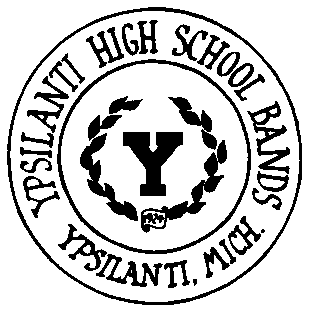 YPSILANTI HIGH SCHOOL BANDS
Y
YPSILANTI, MICH.